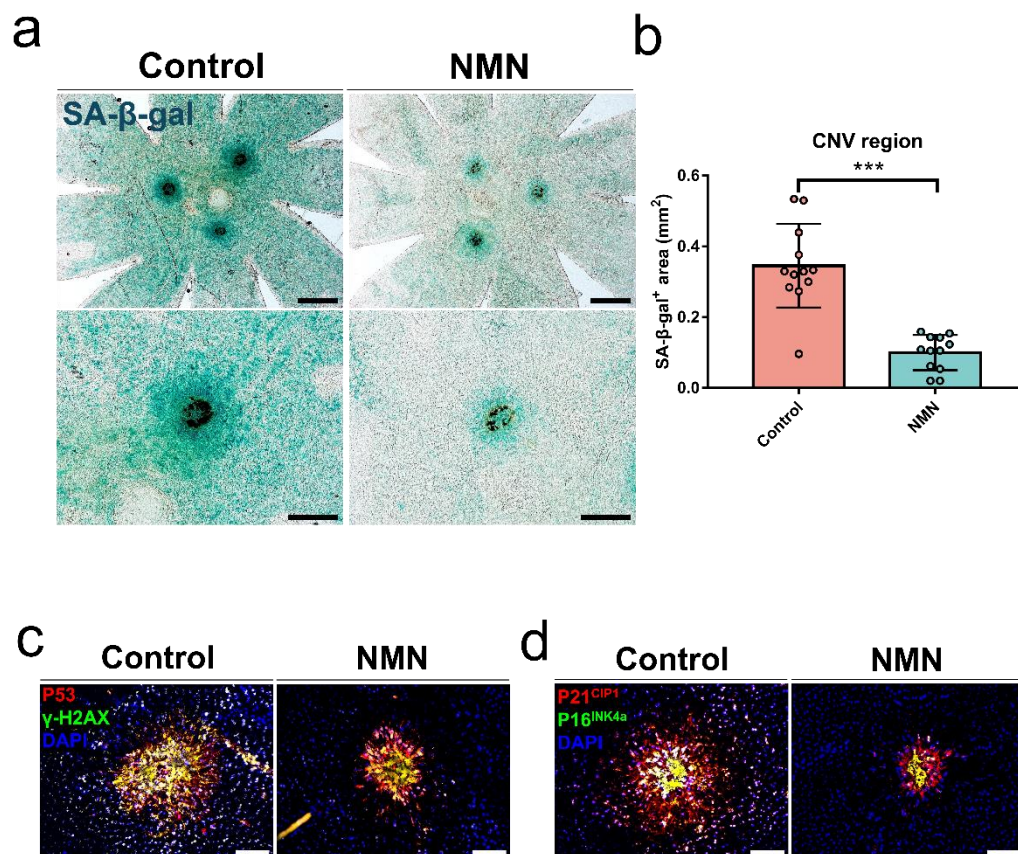 a
Control
NMN
SA-β-gal
b
CNV region
***
SA-β-gal⁺ area (mm²)
0.6
0.4
0.2
0.0
Control
NMN
c
Control
NMN
P53
γ-H2AX
DAPI
d
Control
NMN
P21ᶜᴵᴾ¹
P16ᴵᴺᴷ⁴ᵃ
DAPI